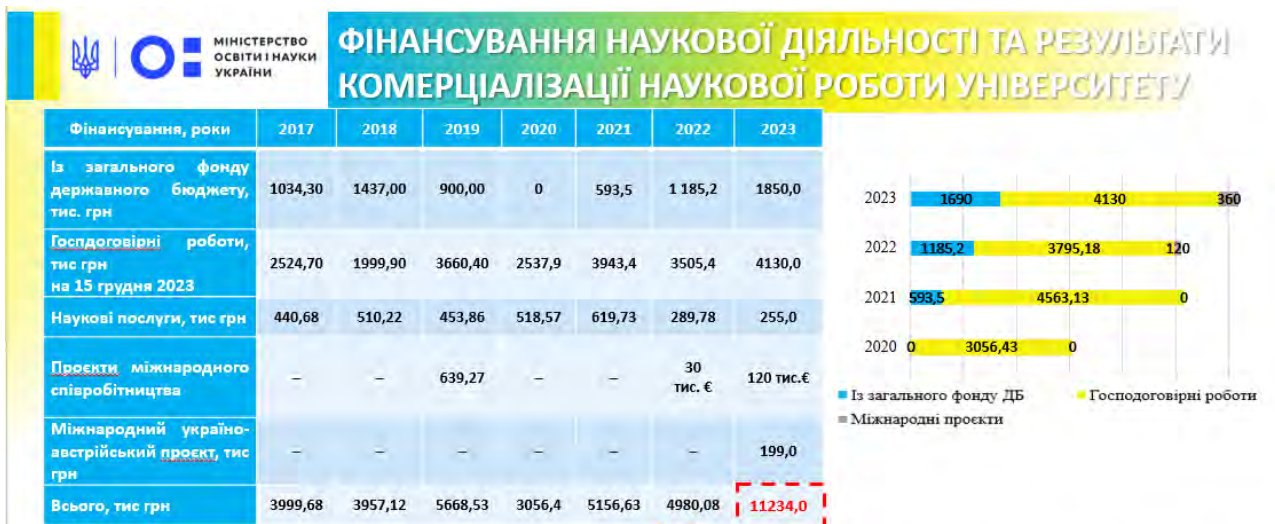 МІНІСТЕРСТВО
ОСВІТИ І НАУКИ
УКРАЇНИ
ФІНАНСУВАННЯ НАУКОВОЇ ДІЯЛЬНОСТІ ТА РЕЗУЛЬТАТИ
КОМЕРЦІАЛІЗАЦІЇ НАУКОВОЇ РОБОТИ УНІВЕРСИТЕТУ
Фінансування, роки 2017 2018 2019 2020 2021 2022 2023
Із загального фонду
державного бюджету,
тис. грн
1034,30 1437,00 900,00 0 593,5 1 185,2 1850,0
Госпдоговірні роботи,
тис грн
на 15 грудня 2023
2524,70 1999,90 3660,40 2537,9 3943,4 3505,4 4130,0
Наукові послуги, тис грн 440,68 510,22 453,86 518,57 619,73 289,78 255,0
Проєкти міжнародного
співробітництва
– – 639,27 – – 30 тис. € 120 тис.€
Міжнародний україно-
австрійський проєкт, тис
грн
– – – – – – 199,0
Всього, тис грн 3999,68 3957,12 5668,53 3056,4 5156,63 4980,08 11234,0
2023 1690 4130 360
2022 1185,2 3795,18 120
2021 593,5 4563,13 0
2020 0 3056,43 0
Із загального фонду ДБ Господоговірні роботи
Міжнародні проєкти